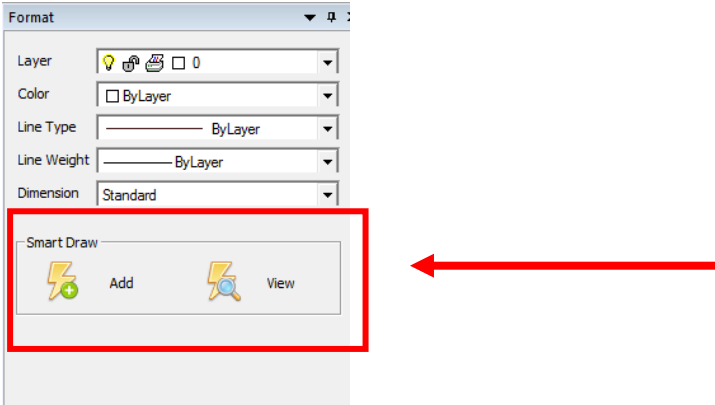 Format
Layer 0
Color ByLayer
Line Type ByLayer
Line Weight ByLayer
Dimension Standard
Smart Draw
Add View